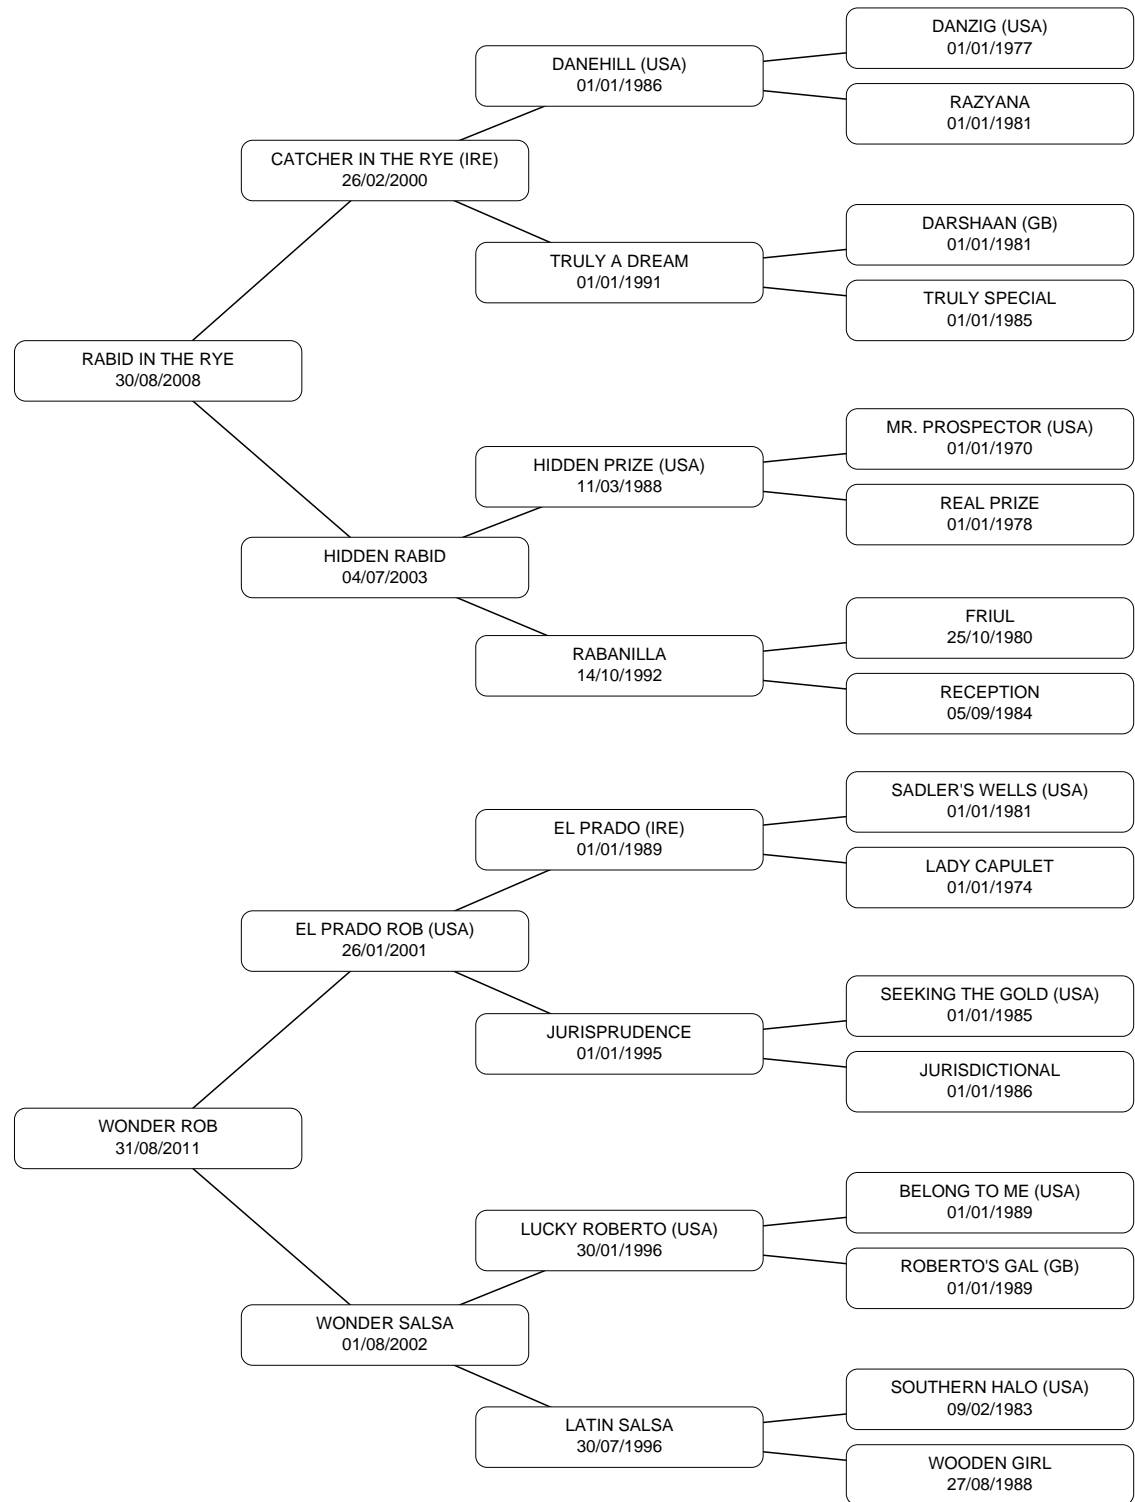 DANZIG (USA)
01/01/1977
DANEHILL (USA)
01/01/1986
RAZYANA
01/01/1981
CATCHER IN THE RYE (IRE)
26/02/2000
DARSHAAN (GB)
01/01/1981
TRULY A DREAM
01/01/1991
TRULY SPECIAL
01/01/1985
RABID IN THE RYE
30/08/2008
MR. PROSPECTOR (USA)
01/01/1970
HIDDEN PRIZE (USA)
11/03/1988
REAL PRIZE
01/01/1978
HIDDEN RABID
04/07/2003
FRIUL
25/10/1980
RABANILLA
14/10/1992
RECEPTION
05/09/1984
SADLER'S WELLS (USA)
01/01/1981
EL PRADO (IRE)
01/01/1989
LADY CAPULET
01/01/1974
EL PRADO ROB (USA)
26/01/2001
SEEKING THE GOLD (USA)
01/01/1985
JURISPRUDENCE
01/01/1995
JURISDICTIONAL
01/01/1986
WONDER ROB
31/08/2011
BELONG TO ME (USA)
01/01/1989
LUCKY ROBERTO (USA)
30/01/1996
ROBERTO'S GAL (GB)
01/01/1989
WONDER SALSA
01/08/2002
SOUTHERN HALO (USA)
09/02/1983
LATIN SALSA
30/07/1996
WOODEN GIRL
27/08/1988